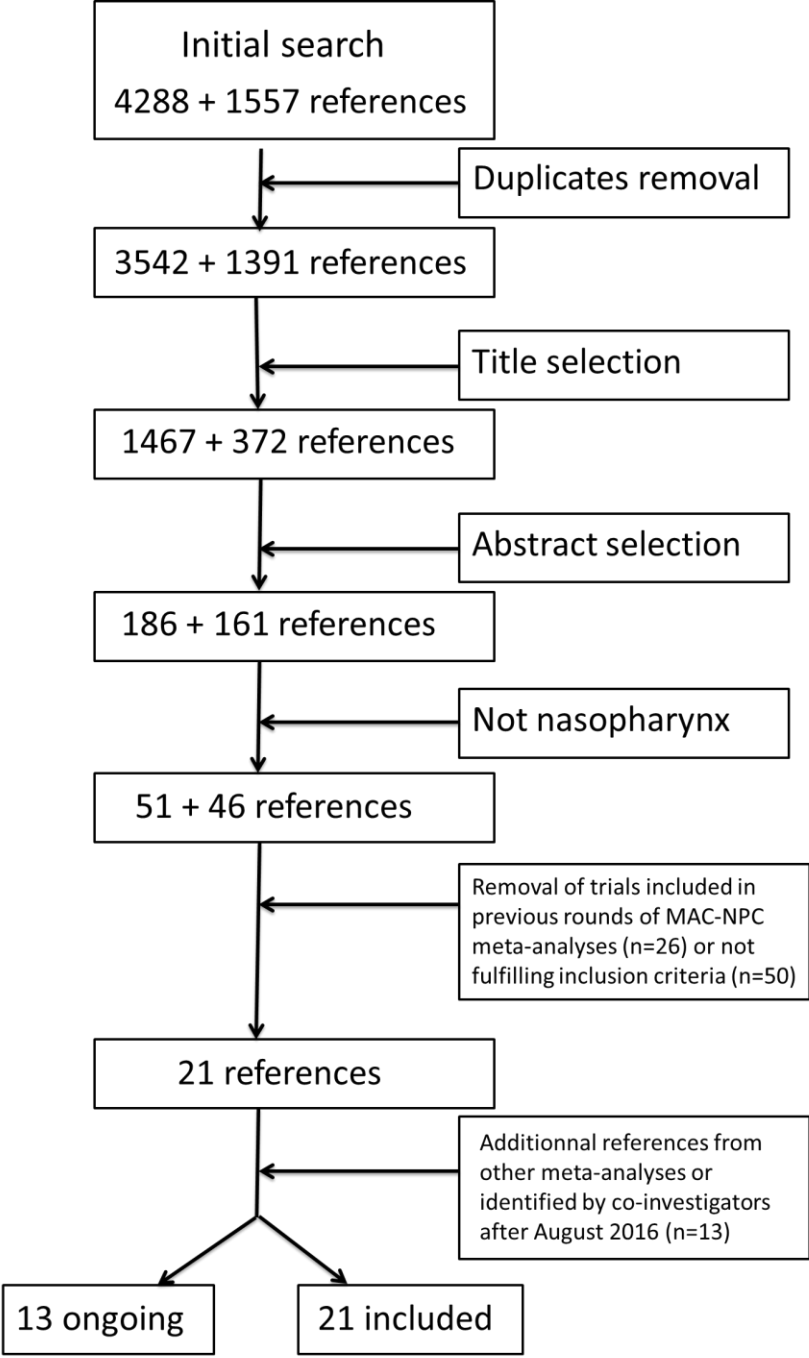 Initial search
4288 + 1557 references
Duplicates removal
3542 + 1391 references
Title selection
1467 + 372 references
Abstract selection
186 + 161 references
Not nasopharynx
51 + 46 references
Removal of trials included in
previous rounds of MAC-NPC
meta-analyses (n=26) or not
fulfilling inclusion criteria (n=50)
21 references
Additionnal references from
other meta-analyses or
identified by co-investigators
after August 2016 (n=13)
13 ongoing
21 included